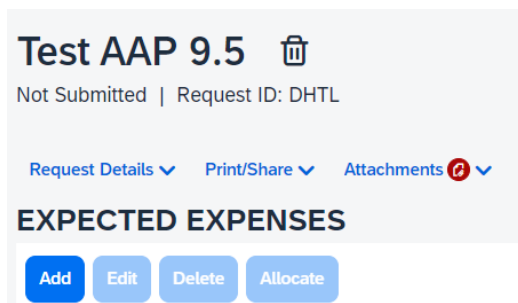 Test AAP 9.5
Not Submitted | Request ID: DHTL
Request Details Print/Share Attachments
EXPECTED EXPENSES
Add Edit Delete Allocate